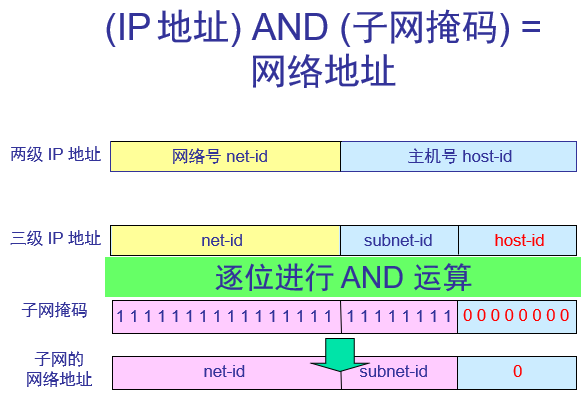 (IP 地址) AND (子网掩码) =
网络地址
两级 IP 地址
网络号 net-id
主机号 host-id
三级 IP 地址
net-id
subnet-id
host-id
逐位进行 AND 运算
子网掩码
1 1 1 1 1 1 1 1 1 1 1 1 1 1 1 1
1 1 1 1 1 1 1 1
0 0 0 0 0 0 0 0
子网的
网络地址
net-id
subnet-id
0